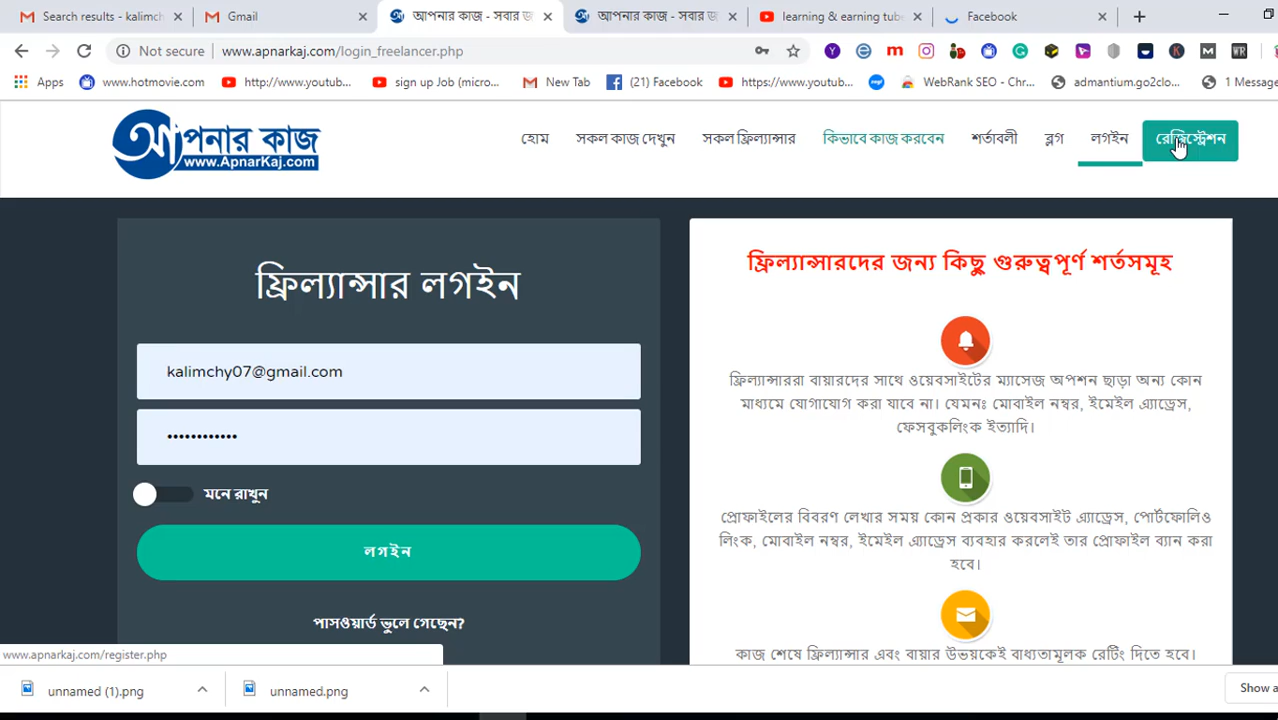 Search results - kalimch
Gmail
আপনার কাজ - সবার জ
আপনার কাজ - সবার জ
learning & earning tub
Facebook
Not secure
www.apnarkaj.com/login_freelancer.php
Apps
www.hotmovie.com
http://www.youtub...
sign up Job (micro...
New Tab
(21) Facebook
https://www.youtub...
WebRank SEO - Chr...
admantium.go2clo...
1 Message
আপনার কাজ
www.ApnarKaj.com
হোম
সকল কাজ দেখুন
সকল ফ্রিল্যান্সার
কিভাবে কাজ করবেন
শর্তাবলী
ব্লগ
লগইন
রেজিস্ট্রেশন
ফ্রিল্যান্সার লগইন
kalimchy07@gmail.com
••••••••••••
মনে রাখুন
লগইন
পাসওয়ার্ড ভুলে গেছেন?
ফ্রিল্যান্সারদের জন্য কিছু গুরুত্বপূর্ণ শর্তসমূহ
ফ্রিল্যান্সাররা বায়ারদের সাথে ওয়েবসাইটের ম্যাসেজ অপশন ছাড়া অন্য কোন
মাধ্যমে যোগাযোগ করা যাবে না। যেমনঃ মোবাইল নম্বর, ইমেইল এ্যাড্রেস,
ফেসবুকলিংক ইত্যাদি।
প্রোফাইলের বিবরণ লেখার সময় কোন প্রকার ওয়েবসাইট এ্যাড্রেস, পোর্টফোলিও
লিংক, মোবাইল নম্বর, ইমেইল এ্যাড্রেস ব্যবহার করলেই তার প্রোফাইল ব্যান করা
হবে।
কাজ শেষে ফ্রিল্যান্সার এবং বায়ার উভয়কেই বাধ্যতামূলক রেটিং দিতে হবে।
www.apnarkaj.com/register.php
unnamed (1).png
unnamed.png
Show a